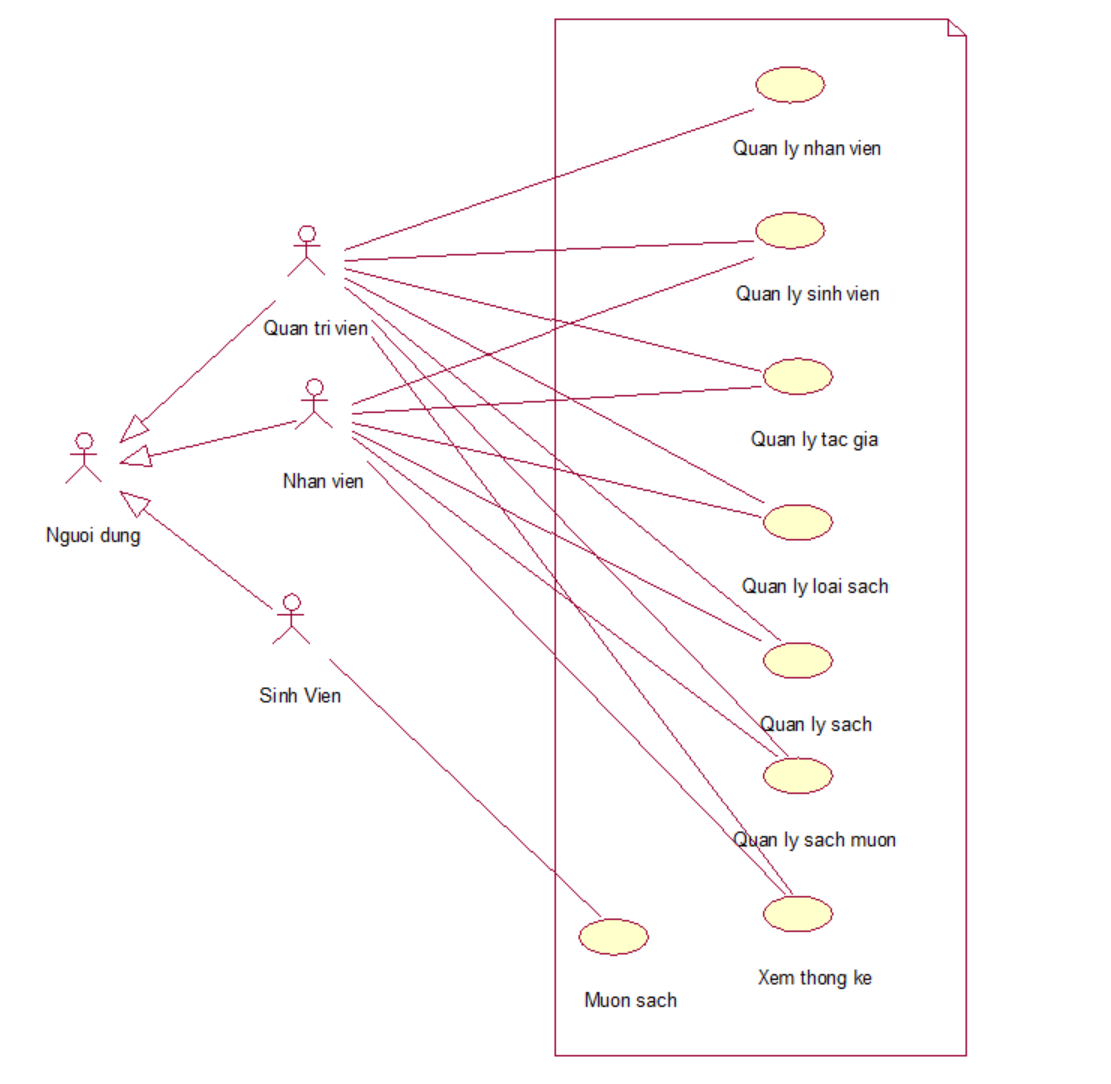 Quan ly nhan vien
Quan ly sinh vien
Quan tri vien
Quan ly tac gia
Nhan vien
Nguoi dung
Quan ly loai sach
Sinh Vien
Quan ly sach
Quan ly sach muon
Xem thong ke
Muon sach